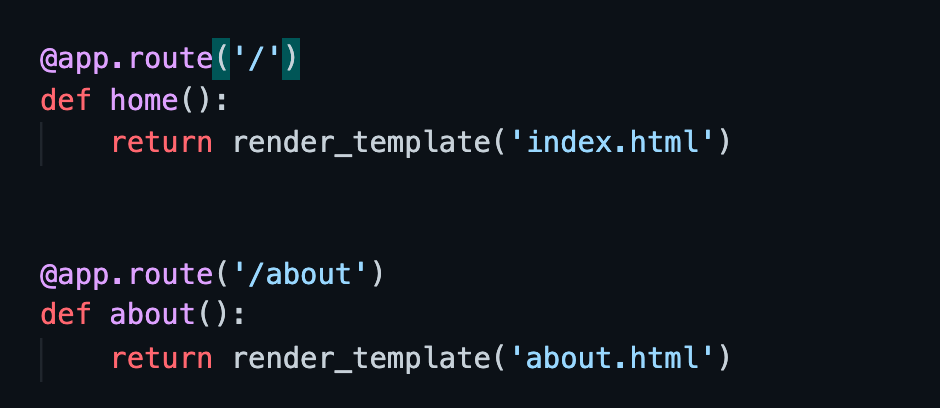 @app.route('/')
def home():
    return render_template('index.html')
@app.route('/about')
def about():
    return render_template('about.html')